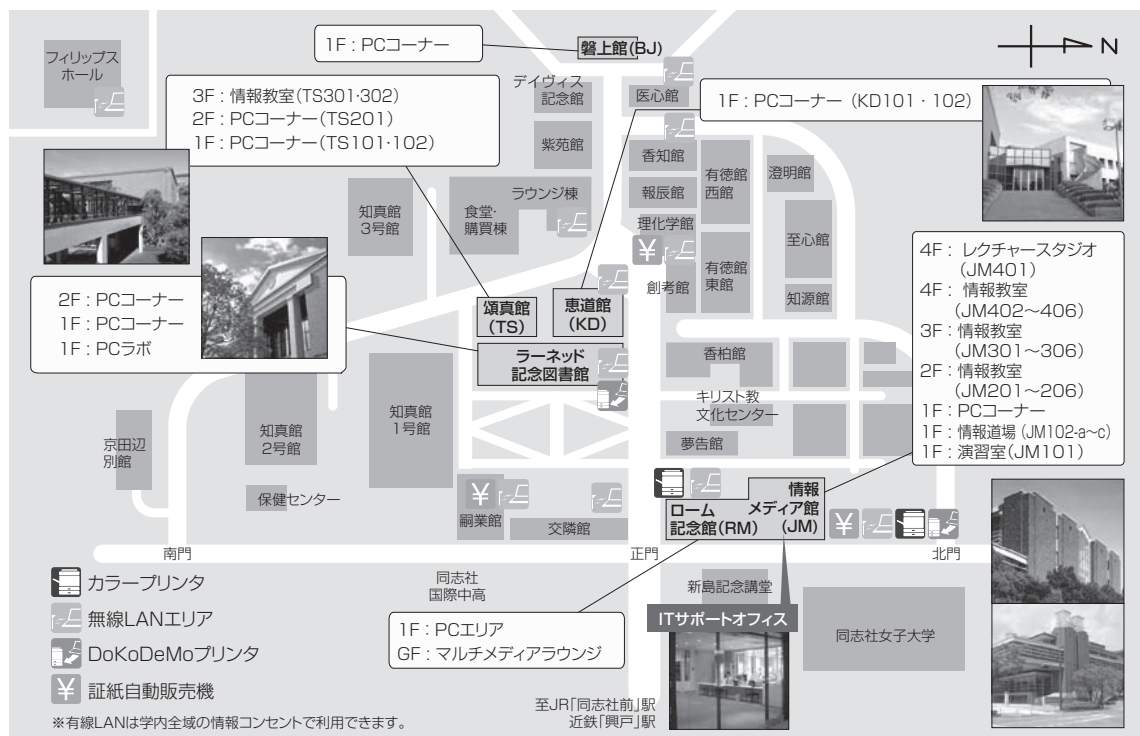 フィリップス
ホール
1F : PCコーナー
磐上館(BJ)
N
3F : 情報教室(TS301·302)
2F : PCコーナー(TS201)
1F : PCコーナー(TS101·102)
デイヴィス
記念館
医心館
1F : PCコーナー (KD101・102)
紫苑館
香知館
有徳館
西館
澄明館
報辰館
知真館
3号館
食堂・
購買棟
ラウンジ棟
理化学館
至心館
¥
創考館
有徳館
東館
知源館
4F : レクチャースタジオ
(JM401)
4F : 情報教室
(JM402〜406)
3F : 情報教室
(JM301〜306)
2F : 情報教室
(JM201〜206)
1F : PCコーナー
1F : 情報道場 (JM102-a〜c)
1F : 演習室(JM101)
2F : PCコーナー
1F : PCコーナー
1F : PCラボ
頌真館
(TS)
恵道館
(KD)
ラーネッド
記念図書館
香柏館
キリスト教
文化センター
夢告館
京田辺
別館
知真館
2号館
知真館
1号館
保健センター
¥
嗣業館
交隣館
ローム
記念館(RM)
情報
メディア館
(JM)
¥
南門
正門
北門
カラープリンタ
無線LANエリア
DoKoDeMoプリンタ
¥ 証紙自動販売機
※有線LANは学内全域の情報コンセントで利用できます。
同志社
国際中高
1F : PCエリア
GF : マルチメディアラウンジ
新島記念講堂
ITサポートオフィス
同志社女子大学
至JR「同志社前」駅
近鉄「興戸」駅